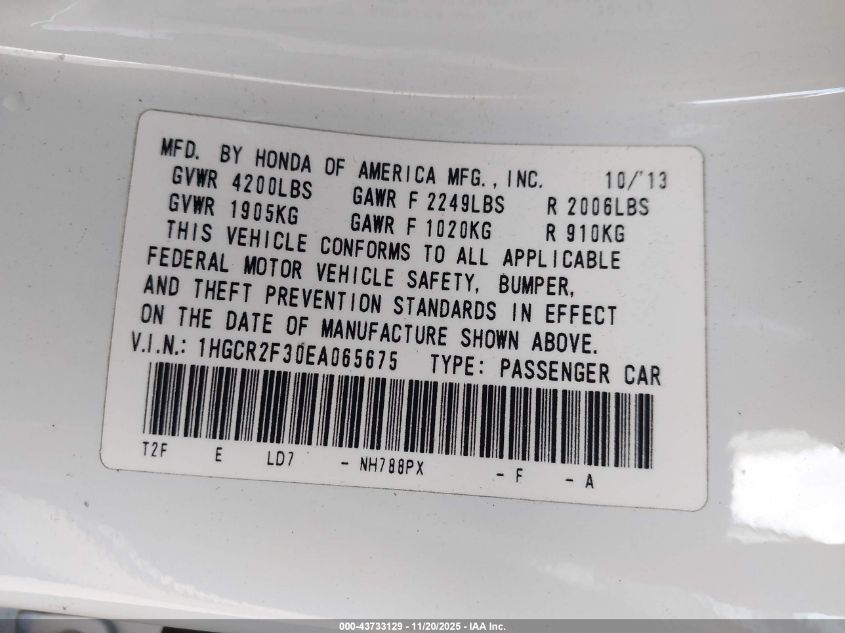 MFD. BY HONDA OF AMERICA MFG., INC. 10/'13
GVWR 4200LBS GAWR F 2249LBS R 2006LBS
GVWR 1905KG GAWR F 1020KG R 910KG
THIS VEHICLE CONFORMS TO ALL APPLICABLE
FEDERAL MOTOR VEHICLE SAFETY, BUMPER,
AND THEFT PREVENTION STANDARDS IN EFFECT
ON THE DATE OF MANUFACTURE SHOWN ABOVE.
V.I.N.: 1HGCR2F30EA065675 TYPE: PASSENGER CAR
T2F E LD7 - NH788PX - F - A
000-43733129 - 11/20/2025 - IAA Inc.